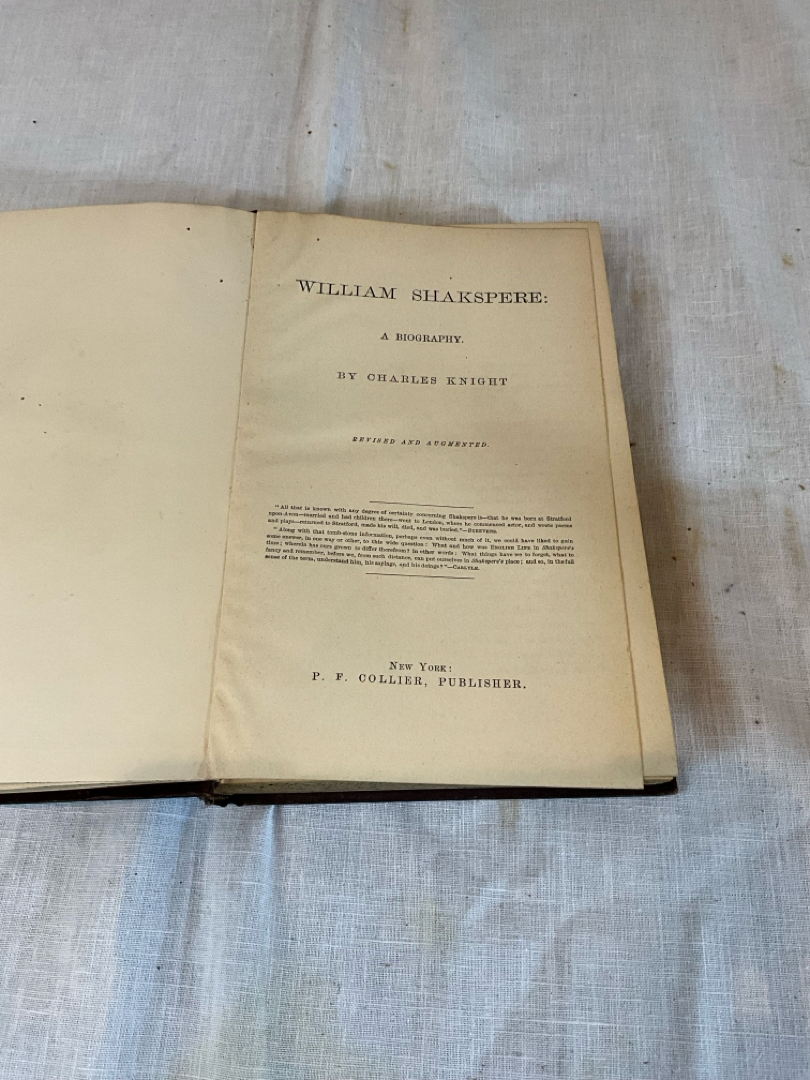 WILLIAM SHAKSPERE:
A BIOGRAPHY.
BY CHARLES KNIGHT
REVISED AND AUGMENTED.
"All that is known with any degree of certainty concerning Shakspere is—that he was born at Stratford
upon-Avon—married and had children there—went to London, where he commenced actor, and wrote poems
and plays—returned to Stratford, made his will, died, and was buried."—STEEVENS.
"Along with that tomb-stone information, perhaps even without much of it, we could have liked to gain
some answer, in one way or other, to this wide question: What and how was ENGLISH LIFE in Shakspere's
time; wherein has ours grown to differ therefrom? In other words: What things have we to forget, what to
fancy and remember, before we, from such distance, can put ourselves in Shakspere's place; and so, in the full
sense of the term, understand him, his sayings, and his doings?"—CARLYLE.
NEW YORK:
P. F. COLLIER, PUBLISHER.